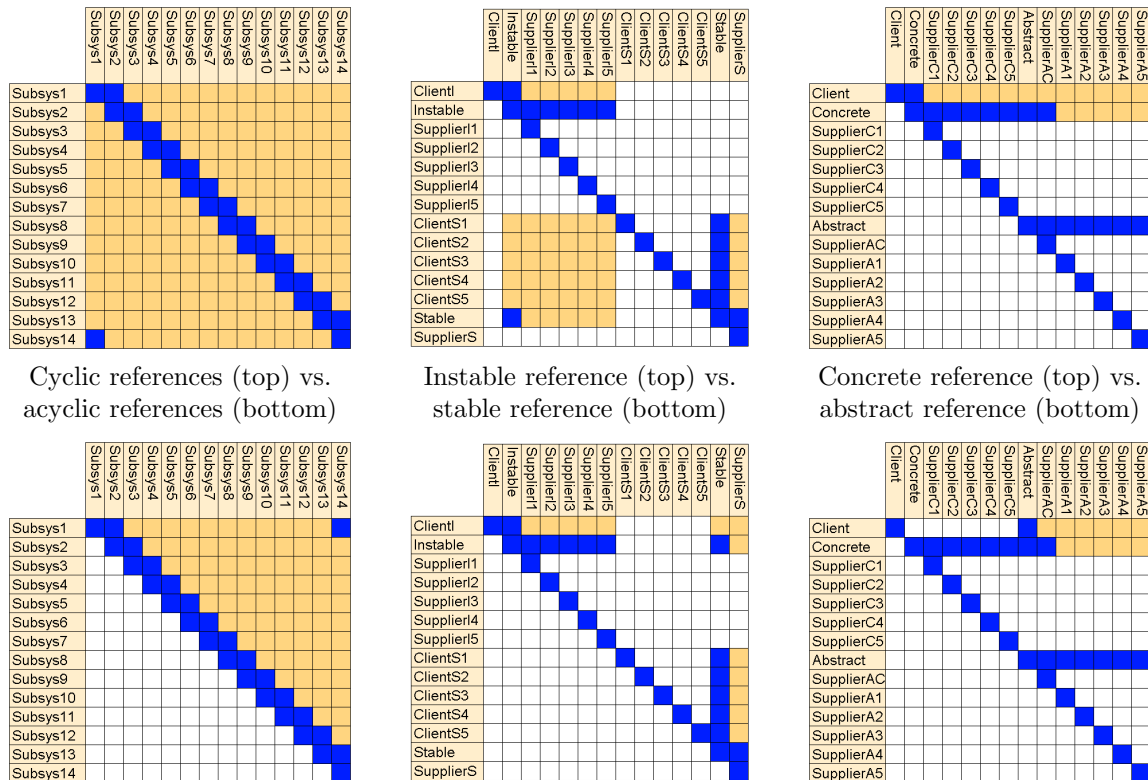 Subsys1
Subsys2
Subsys3
Subsys4
Subsys5
Subsys6
Subsys7
Subsys8
Subsys9
Subsys10
Subsys11
Subsys12
Subsys13
Subsys14
Subsys1
Subsys2
Subsys3
Subsys4
Subsys5
Subsys6
Subsys7
Subsys8
Subsys9
Subsys10
Subsys11
Subsys12
Subsys13
Subsys14
Cyclic references (top) vs.
acyclic references (bottom)
ClientI
Instable
SupplierI1
SupplierI2
SupplierI3
SupplierI4
SupplierI5
ClientS1
ClientS2
ClientS3
ClientS4
ClientS5
Stable
SupplierS
ClientI
Instable
SupplierI1
SupplierI2
SupplierI3
SupplierI4
SupplierI5
ClientS1
ClientS2
ClientS3
ClientS4
ClientS5
Stable
SupplierS
Instable reference (top) vs.
stable reference (bottom)
Client
Concrete
SupplierC1
SupplierC2
SupplierC3
SupplierC4
SupplierC5
Abstract
SupplierAC
SupplierA1
SupplierA2
SupplierA3
SupplierA4
SupplierA5
Client
Concrete
SupplierC1
SupplierC2
SupplierC3
SupplierC4
SupplierC5
Abstract
SupplierAC
SupplierA1
SupplierA2
SupplierA3
SupplierA4
SupplierA5
Concrete reference (top) vs.
abstract reference (bottom)
Subsys1
Subsys2
Subsys3
Subsys4
Subsys5
Subsys6
Subsys7
Subsys8
Subsys9
Subsys10
Subsys11
Subsys12
Subsys13
Subsys14
Subsys1
Subsys2
Subsys3
Subsys4
Subsys5
Subsys6
Subsys7
Subsys8
Subsys9
Subsys10
Subsys11
Subsys12
Subsys13
Subsys14
ClientI
Instable
SupplierI1
SupplierI2
SupplierI3
SupplierI4
SupplierI5
ClientS1
ClientS2
ClientS3
ClientS4
ClientS5
Stable
SupplierS
ClientI
Instable
SupplierI1
SupplierI2
SupplierI3
SupplierI4
SupplierI5
ClientS1
ClientS2
ClientS3
ClientS4
ClientS5
Stable
SupplierS
Client
Concrete
SupplierC1
SupplierC2
SupplierC3
SupplierC4
SupplierC5
Abstract
SupplierAC
SupplierA1
SupplierA2
SupplierA3
SupplierA4
SupplierA5
Client
Concrete
SupplierC1
SupplierC2
SupplierC3
SupplierC4
SupplierC5
Abstract
SupplierAC
SupplierA1
SupplierA2
SupplierA3
SupplierA4
SupplierA5